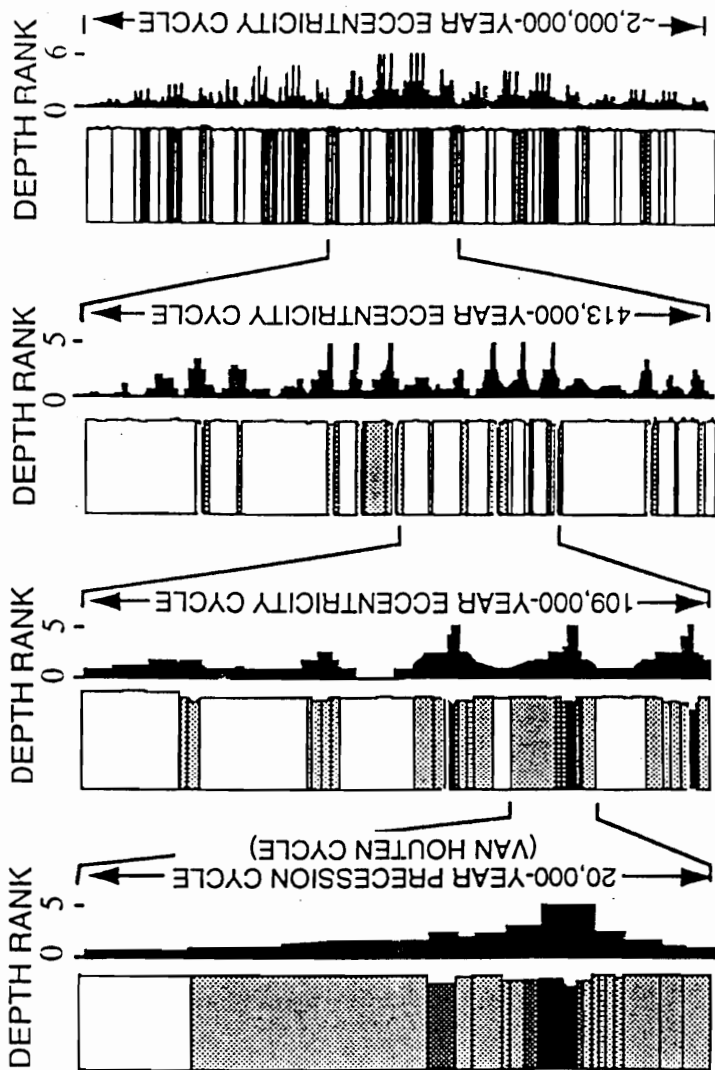 DEPTH RANK
0 6
~2,000,000-YEAR ECCENTRICITY CYCLE
DEPTH RANK
0 5
413,000-YEAR ECCENTRICITY CYCLE
DEPTH RANK
0 5
109,000-YEAR ECCENTRICITY CYCLE
DEPTH RANK
0 5
20,000-YEAR PRECESSION CYCLE
(VAN HOUTEN CYCLE)